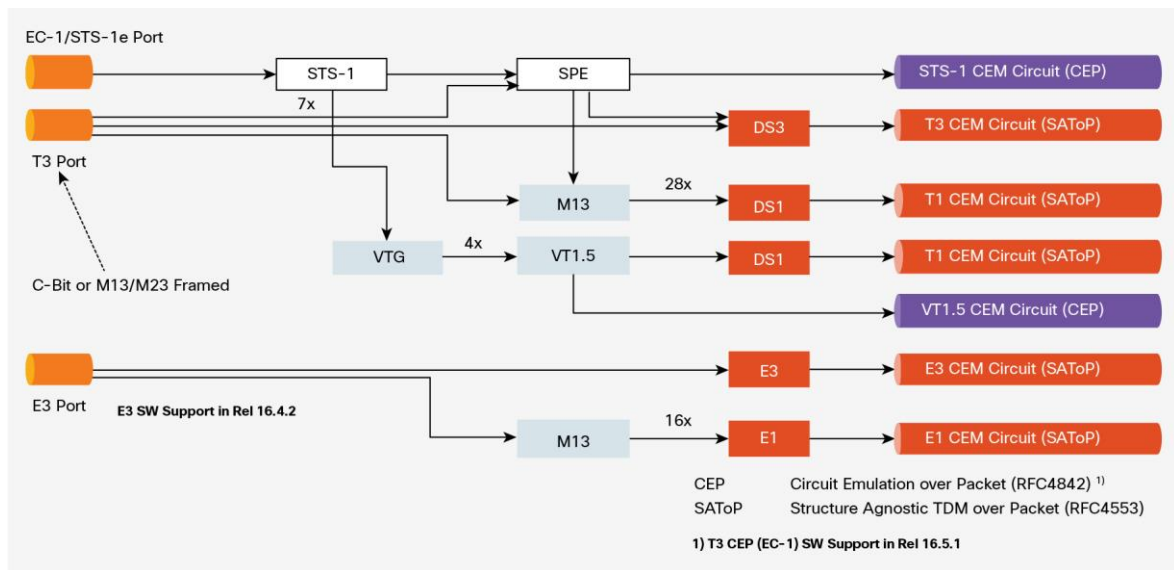 EC-1/STS-1e Port
STS-1
SPE
STS-1 CEM Circuit (CEP)
7x
DS3
T3 CEM Circuit (SAToP)
T3 Port
28x
M13
DS1
T1 CEM Circuit (SAToP)
4x
VTG
VT1.5
DS1
T1 CEM Circuit (SAToP)
C-Bit or M13/M23 Framed
VT1.5 CEM Circuit (CEP)
E3
E3 CEM Circuit (SAToP)
E3 Port
E3 SW Support in Rel 16.4.2
16x
M13
E1
E1 CEM Circuit (SAToP)
CEP Circuit Emulation over Packet (RFC4842) 1)
SAToP Structure Agnostic TDM over Packet (RFC4553)
1) T3 CEP (EC-1) SW Support in Rel 16.5.1